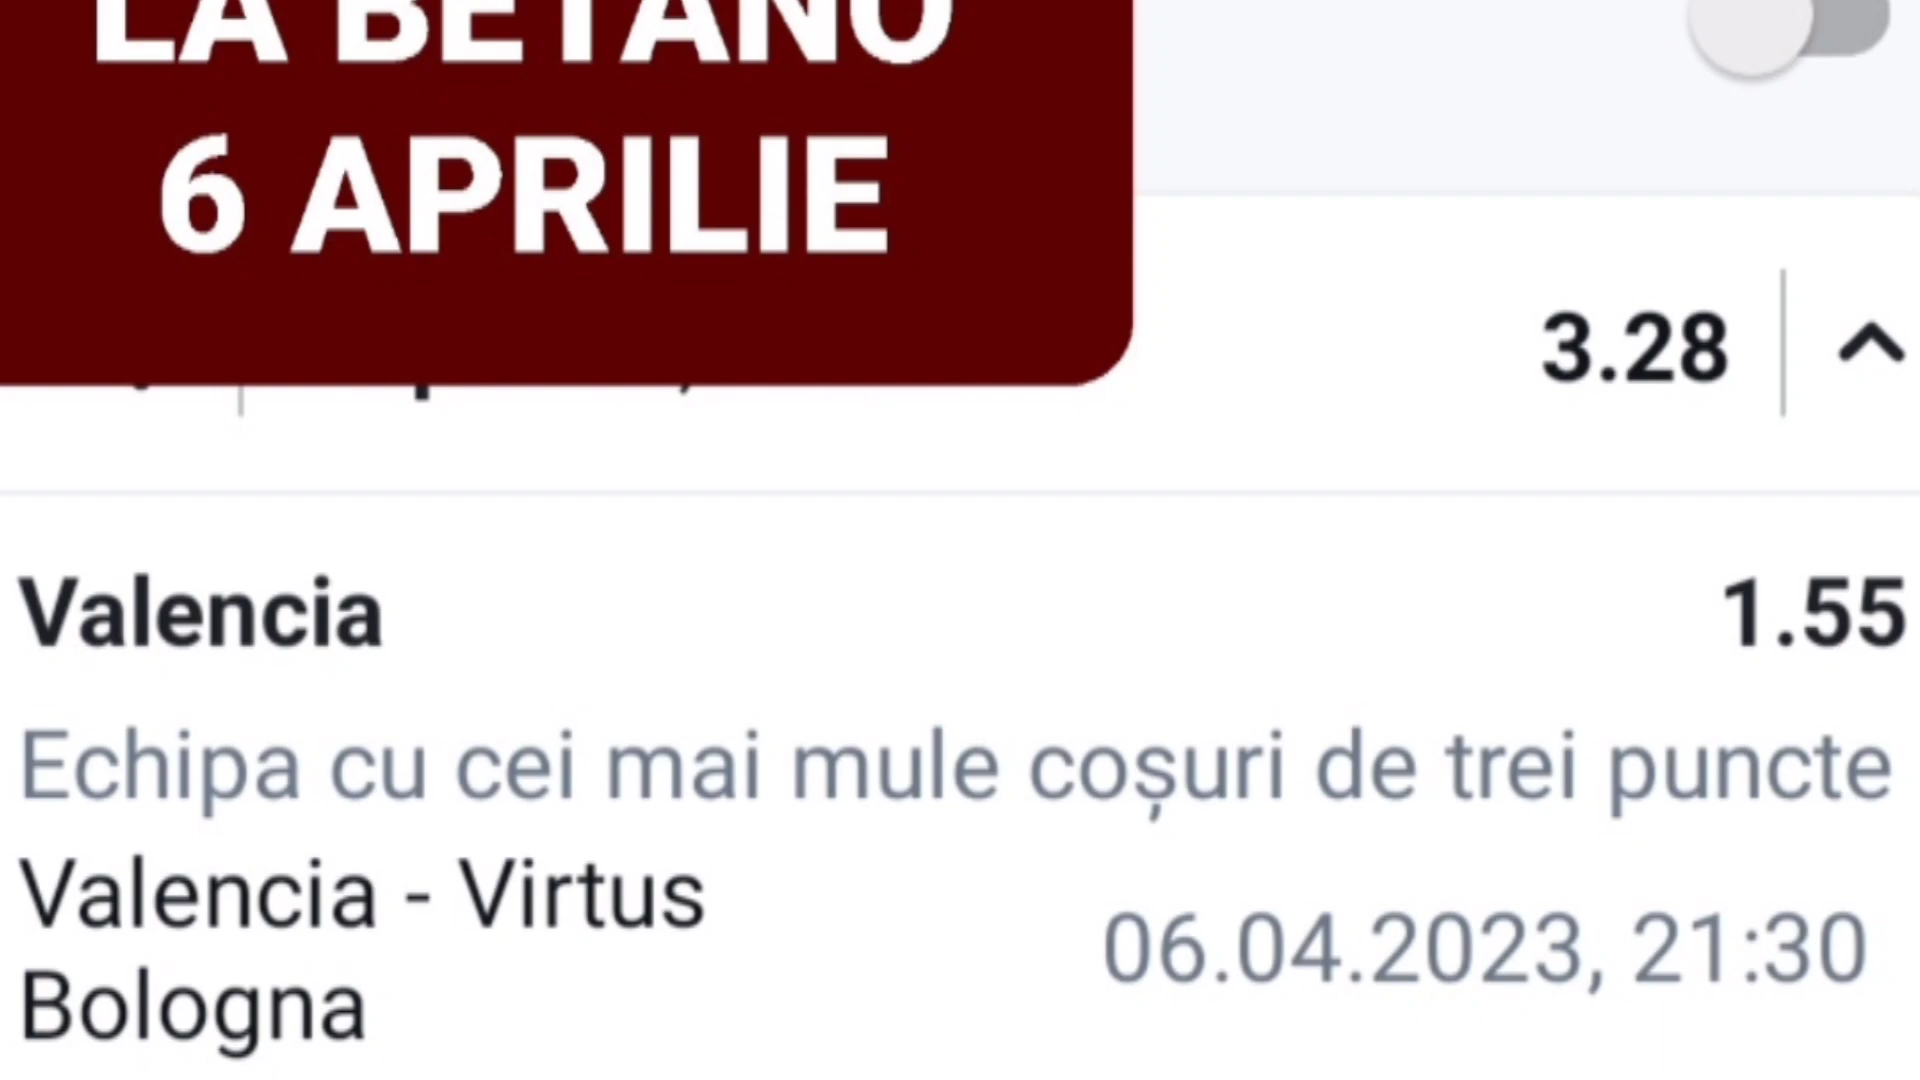 LA BETANO
6 APRILIE
3.28
Valencia 1.55
Echipa cu cei mai mule coșuri de trei puncte
Valencia - Virtus
Bologna
06.04.2023, 21:30